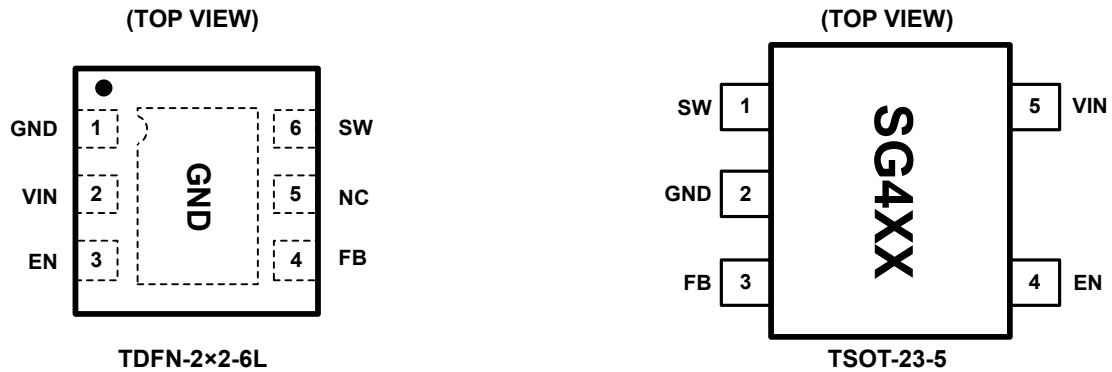 (TOP VIEW)
GND 1 6 SW
VIN 2 5 NC
EN 3 4 FB
GND
TDFN-2×2-6L
(TOP VIEW)
SW 1 5 VIN
GND 2
FB 3 4 EN
SG4XX
TSOT-23-5